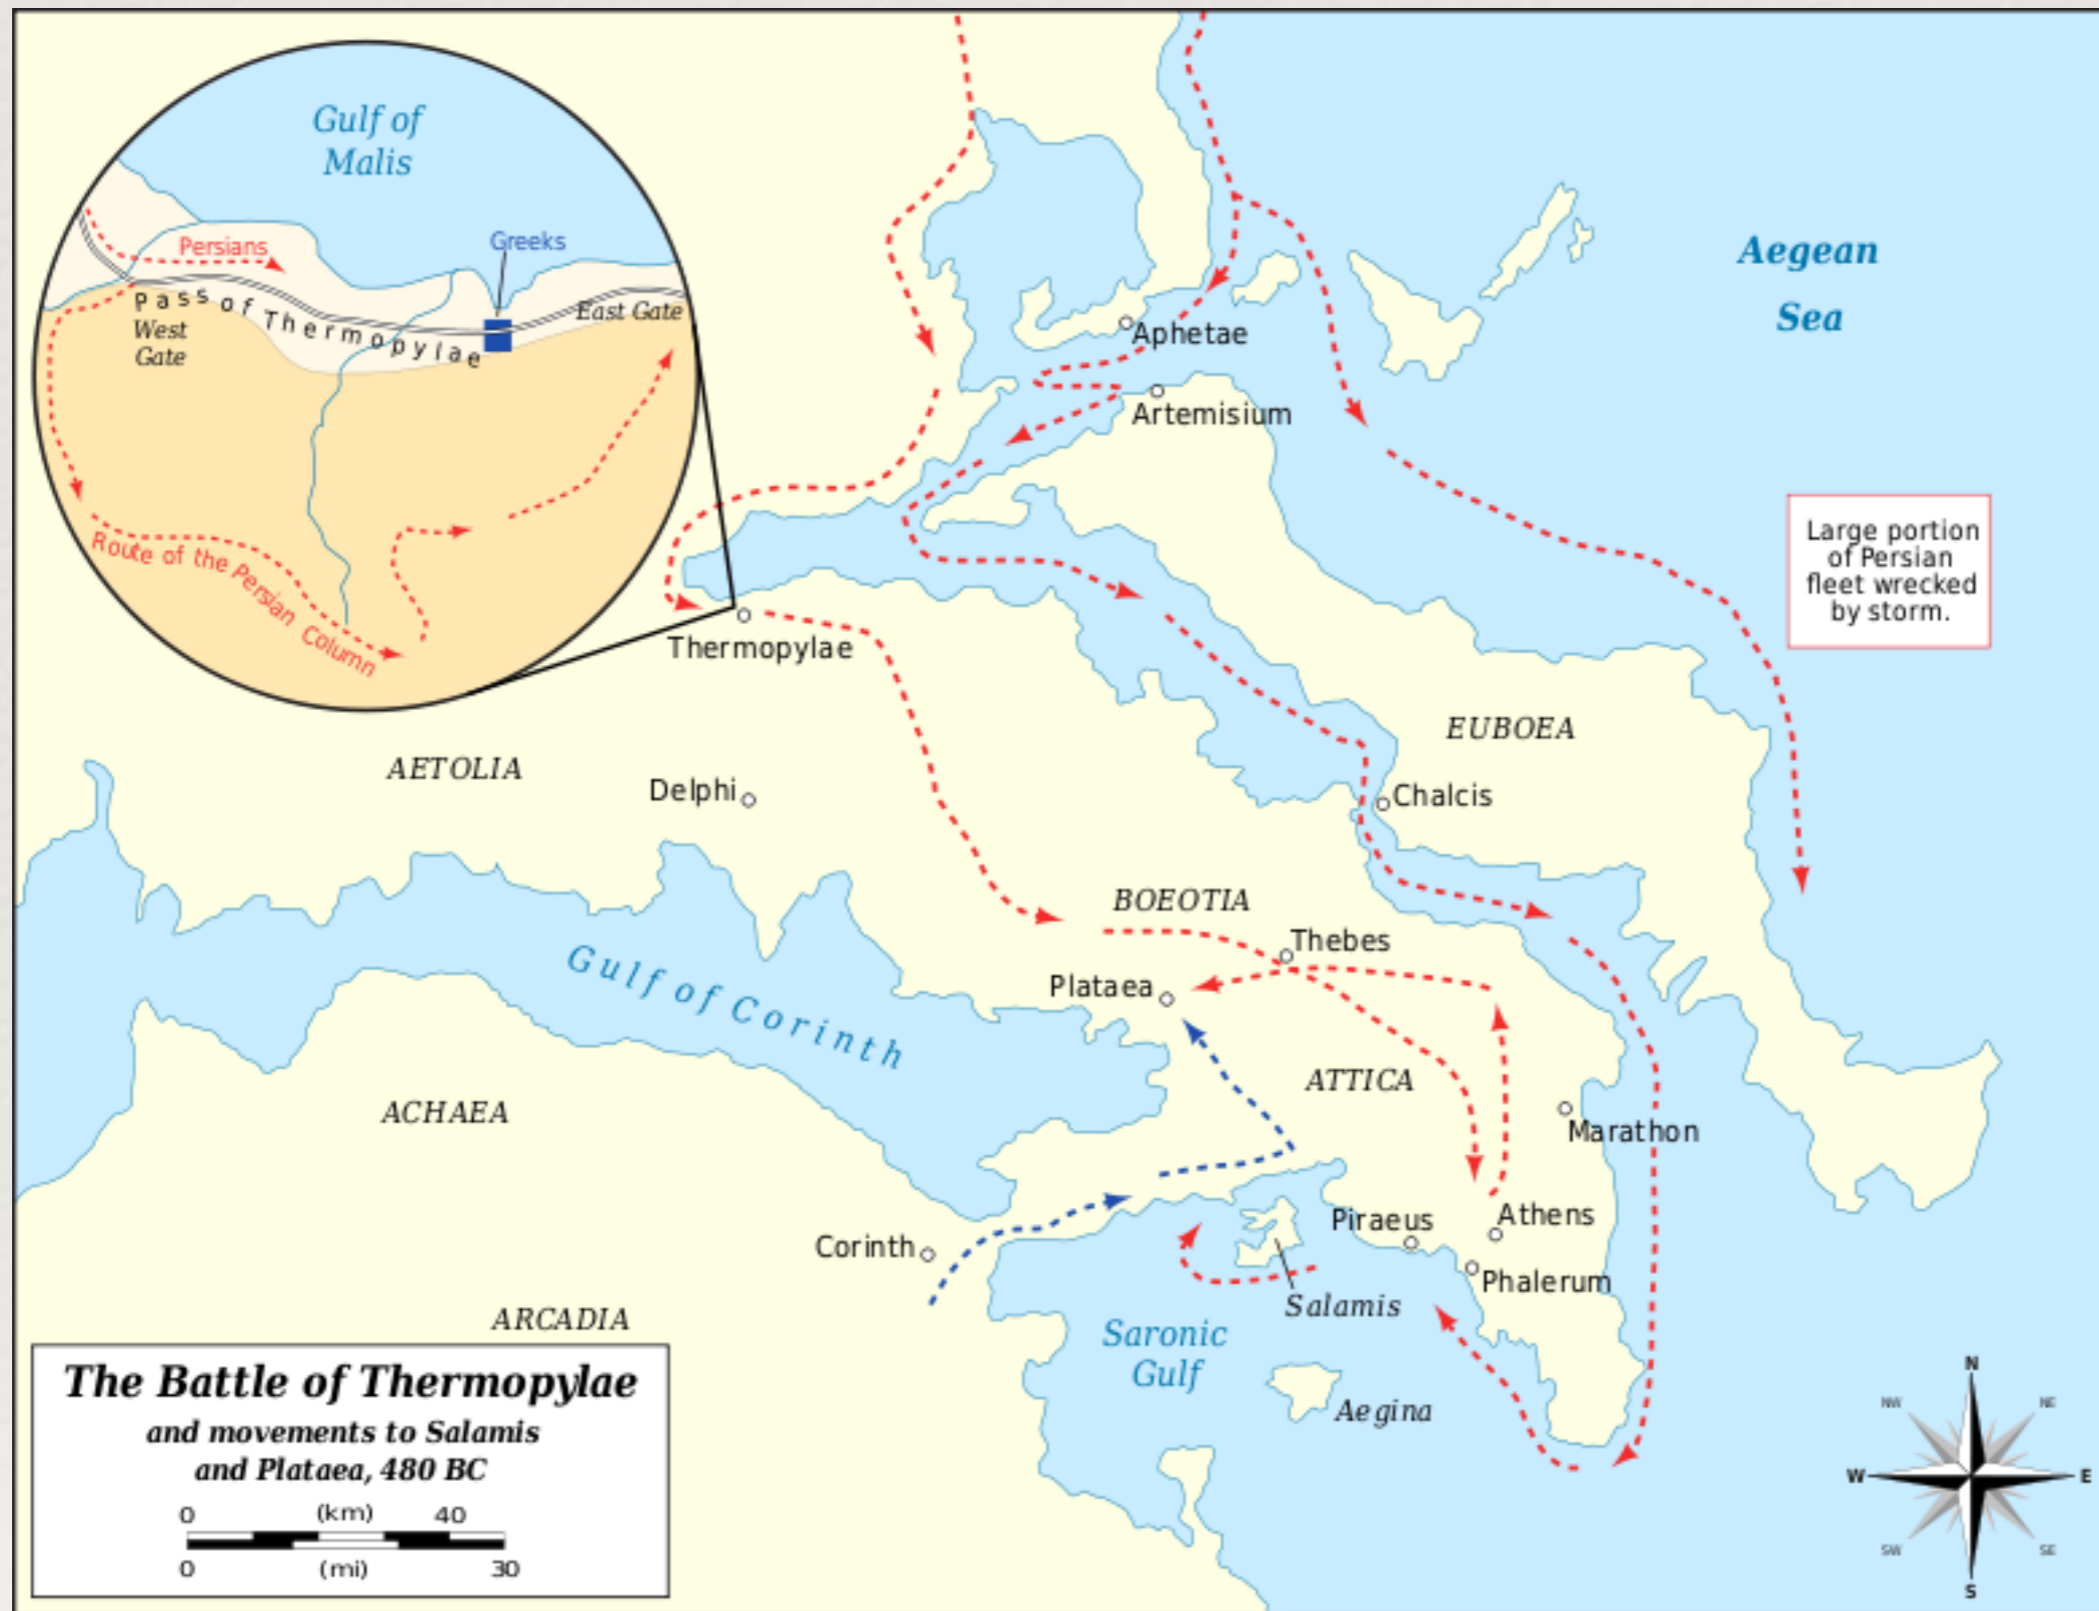 Gulf of
Malis
Persians
Greeks
Pass of Thermopylae
West
Gate
East Gate
Route of the Persian Column
Aegean
Sea
Aphetae
Artemisium
Large portion
of Persian
fleet wrecked
by storm.
Thermopylae
EUBOEA
AETOLIA
Delphi
Chalcis
BOEOTIA
Thebes
Plataea
Gulf of Corinth
ATTICA
ACHAEA
Marathon
Athens
Piraeus
Corinth
Phalerum
Salamis
ARCADIA
Saronic
Gulf
Aegina
The Battle of Thermopylae
and movements to Salamis
and Plataea, 480 BC
0 (km) 40
0 (mi) 30
N
NW NE
W E
SW SE
S